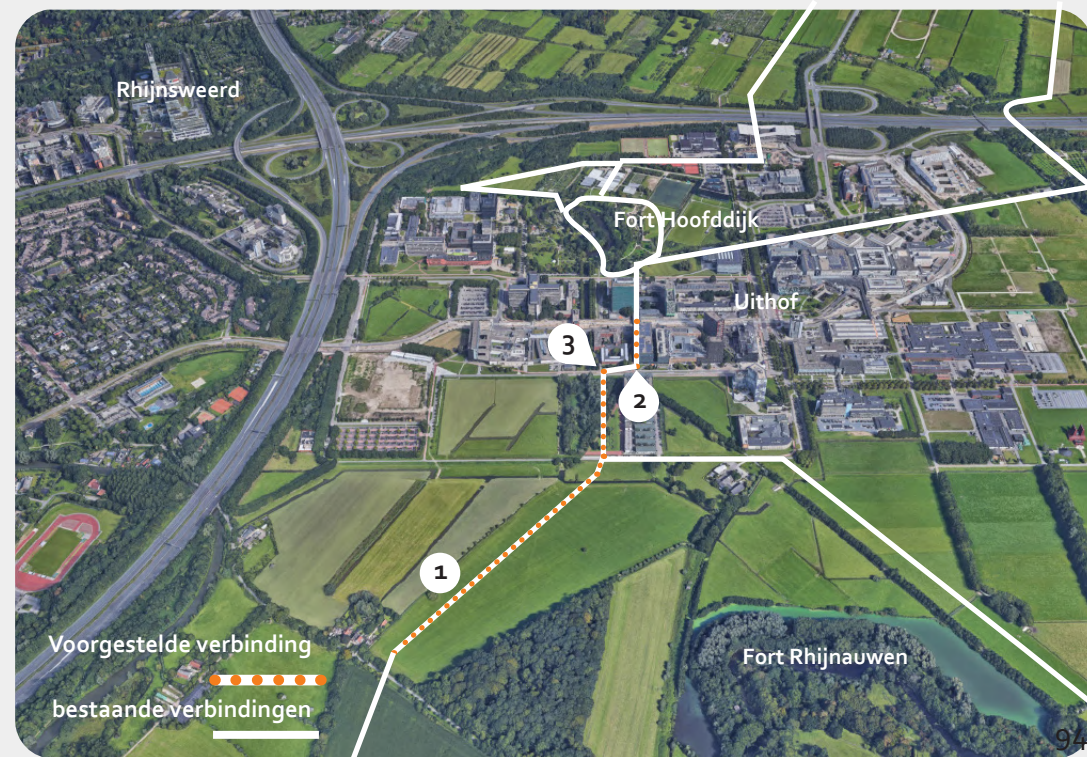 Rhijnsweerd
Fort Hoofddijk
Uithof
3
2
1
Voorgestelde verbinding
Fort Rhijnauwen
bestaande verbindingen
94